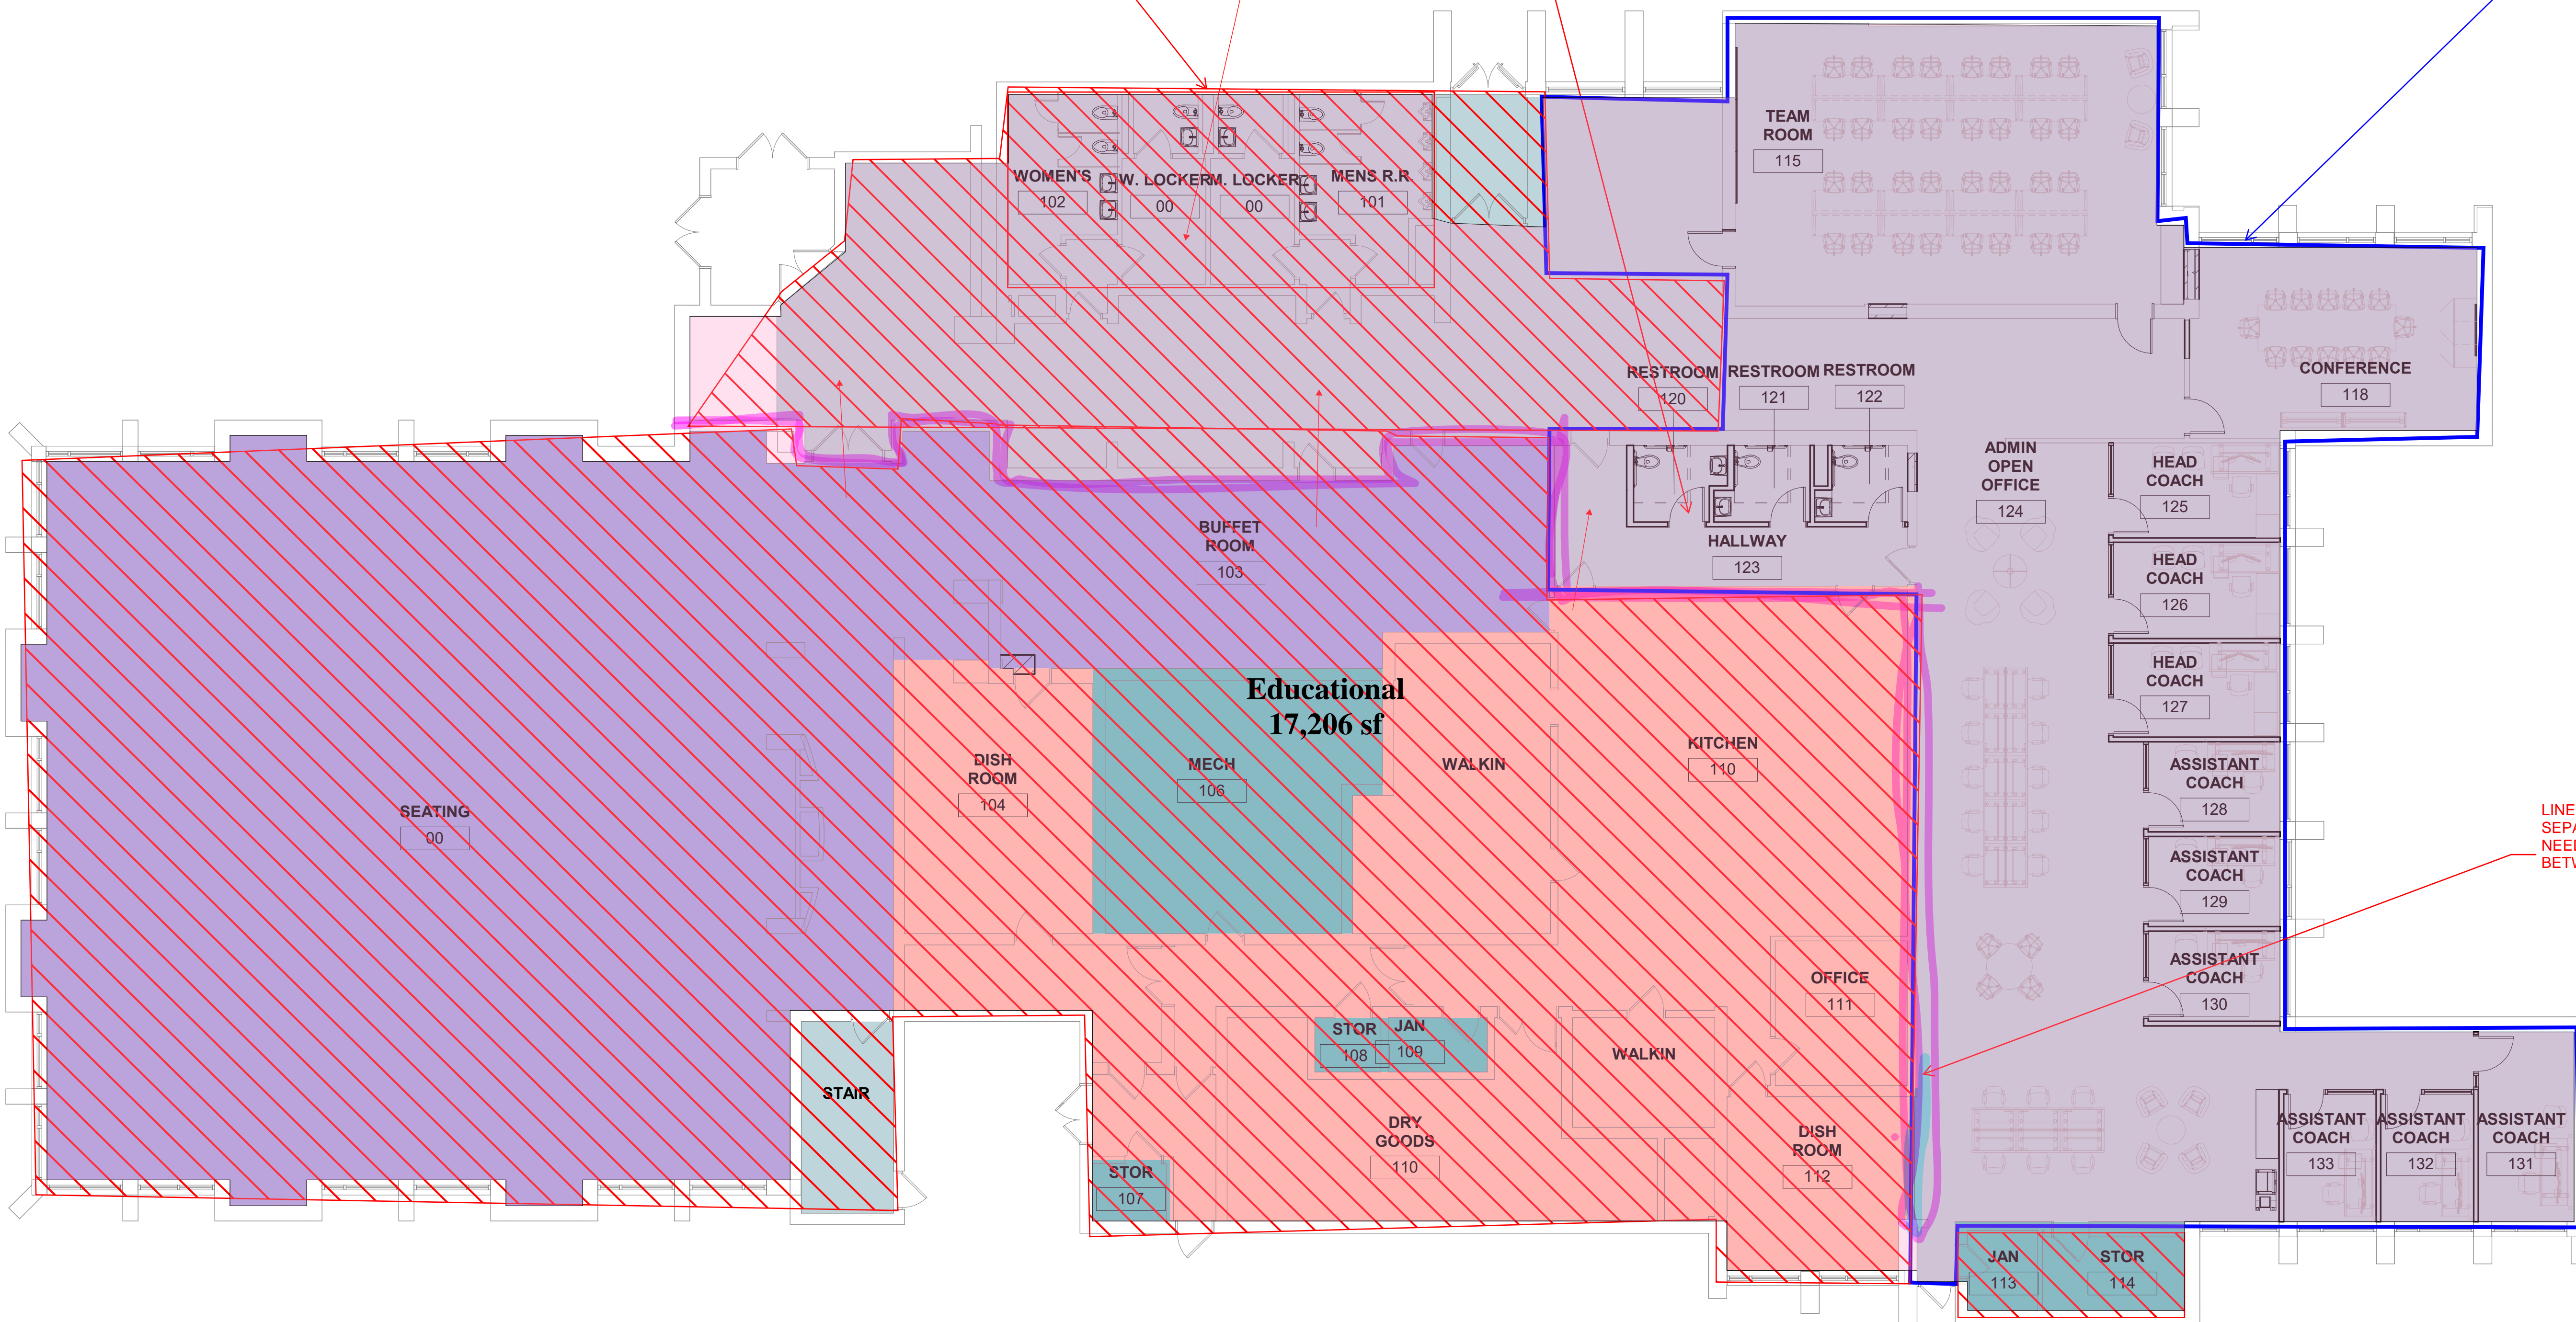 TEAM
ROOM
115
WOMEN'S
102
W. LOCKER
00
M. LOCKER
00
MENS R.R
101
RESTROOM
120
RESTROOM
121
RESTROOM
122
CONFERENCE
118
ADMIN
OPEN
OFFICE
124
HEAD
COACH
125
BUFFET
ROOM
103
HALLWAY
123
HEAD
COACH
126
HEAD
COACH
127
Educational
17,206 sf
DISH
ROOM
104
MECH
106
WALKIN
KITCHEN
110
ASSISTANT
COACH
128
SEATING
00
LINE
SEPA
NEED
BETW
ASSISTANT
COACH
129
ASSISTANT
COACH
130
OFFICE
111
STOR
108
JAN
109
WALKIN
STAIR
DRY
GOODS
110
DISH
ROOM
112
STOR
107
ASSISTANT
COACH
133
ASSISTANT
COACH
132
ASSISTANT
COACH
131
JAN
113
STOR
114